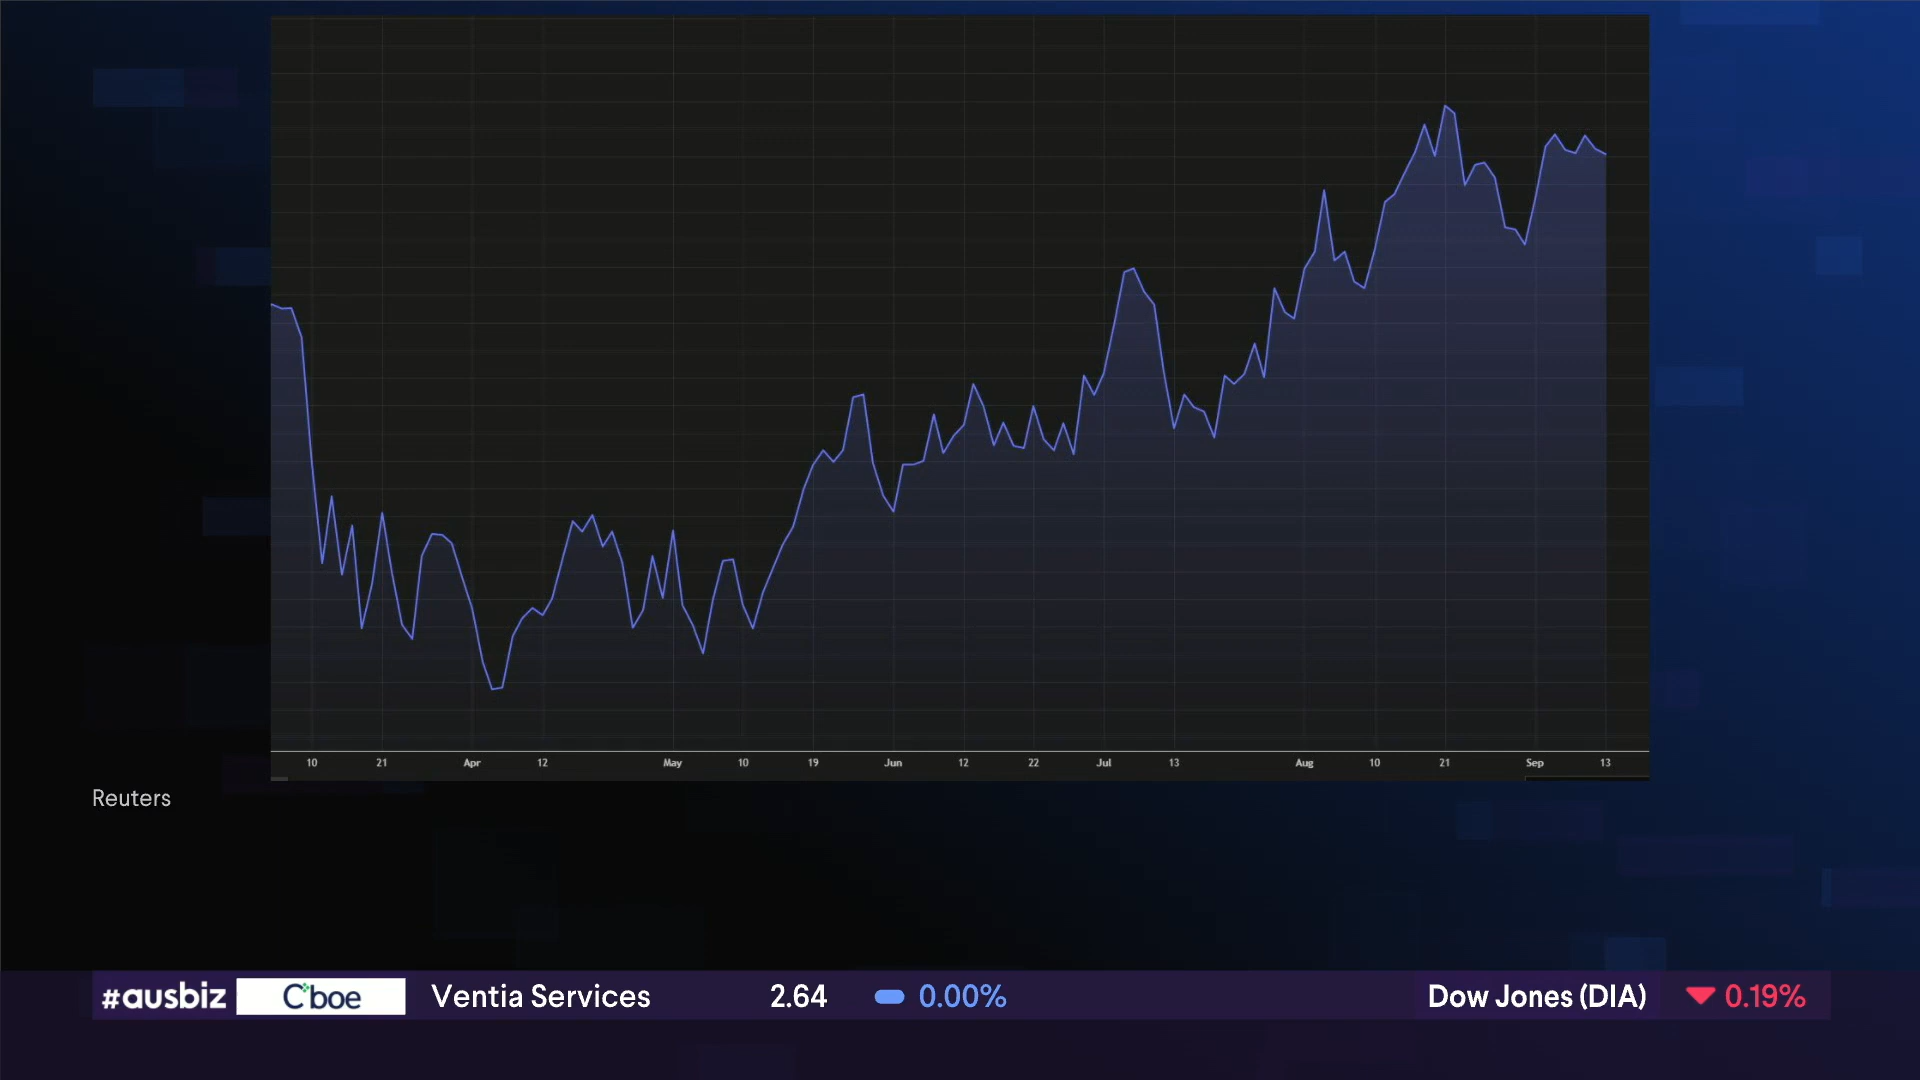 10 21 Apr 12 May 10 19 Jun 12 22 Jul 13 Aug 10 21 Sep 13
Reuters
#ausbiz Cboe Ventia Services 2.64 0.00% Dow Jones (DIA) 0.19%